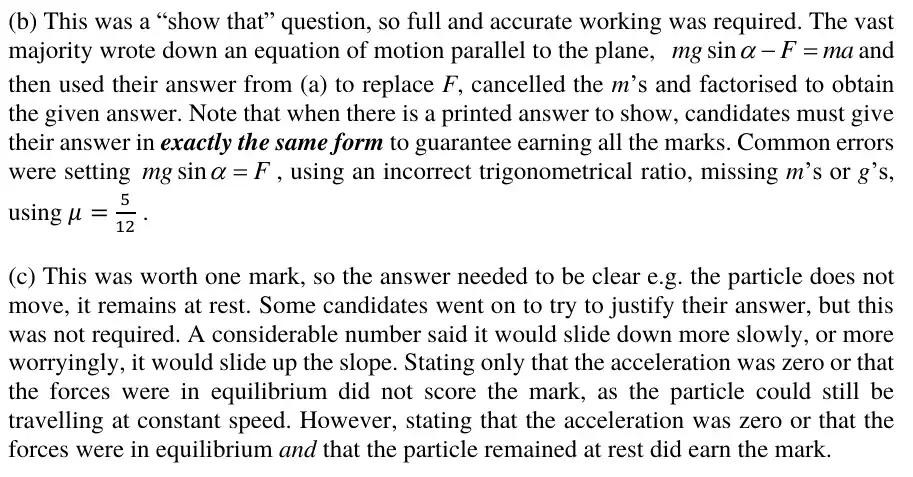 (b) This was a “show that” question, so full and accurate working was required. The vast
majority wrote down an equation of motion parallel to the plane, mg sin α – F = ma and
then used their answer from (a) to replace F, cancelled the m’s and factorised to obtain
the given answer. Note that when there is a printed answer to show, candidates must give
their answer in exactly the same form to guarantee earning all the marks. Common errors
were setting mg sin α = F , using an incorrect trigonometrical ratio, missing m’s or g’s,
using μ = 5/12 .
(c) This was worth one mark, so the answer needed to be clear e.g. the particle does not
move, it remains at rest. Some candidates went on to try to justify their answer, but this
was not required. A considerable number said it would slide down more slowly, or more
worryingly, it would slide up the slope. Stating only that the acceleration was zero or that
the forces were in equilibrium did not score the mark, as the particle could still be
travelling at constant speed. However, stating that the acceleration was zero or that the
forces were in equilibrium and that the particle remained at rest did earn the mark.